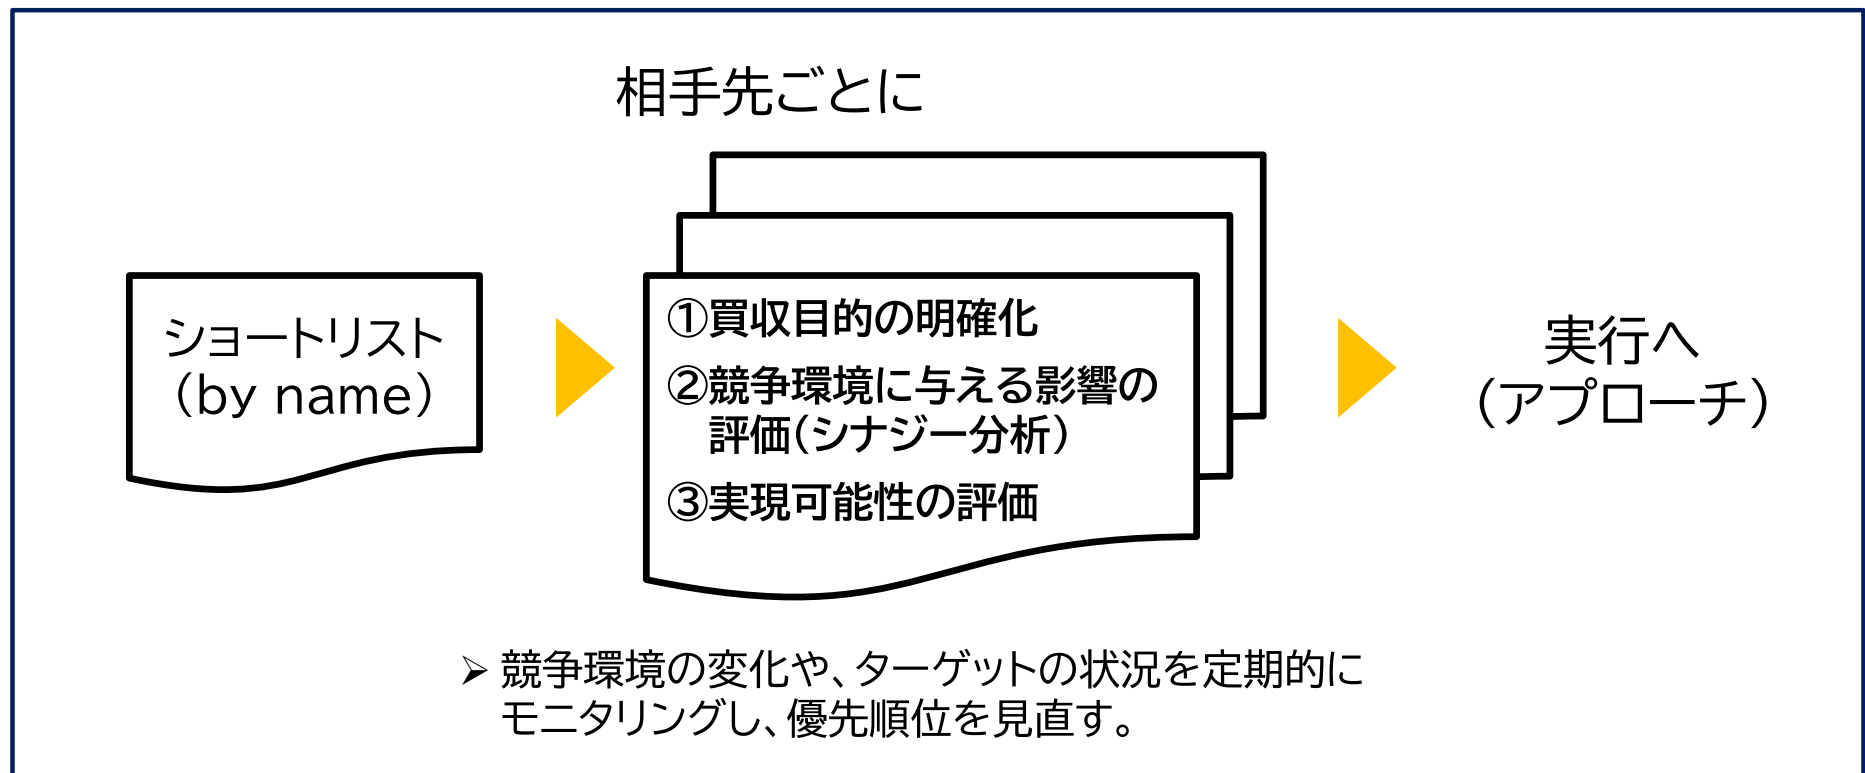 相手先ごとに
ショートリスト
（by name）
①買収目的の明確化
②競争環境に与える影響の
評価（シナジー分析）
③実現可能性の評価
実行へ
（アプローチ）
➢ 競争環境の変化や、ターゲットの状況を定期的に
モニタリングし、優先順位を見直す。